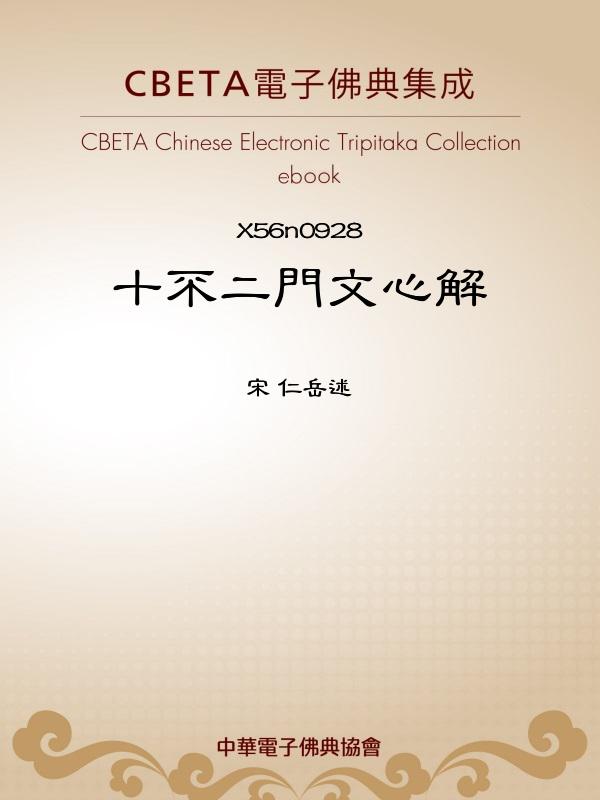 CBETA電子佛典集成
CBETA Chinese Electronic Tripitaka Collection
ebook
X56n0928
十不二門文心解
宋 仁岳述
中華電子佛典協會